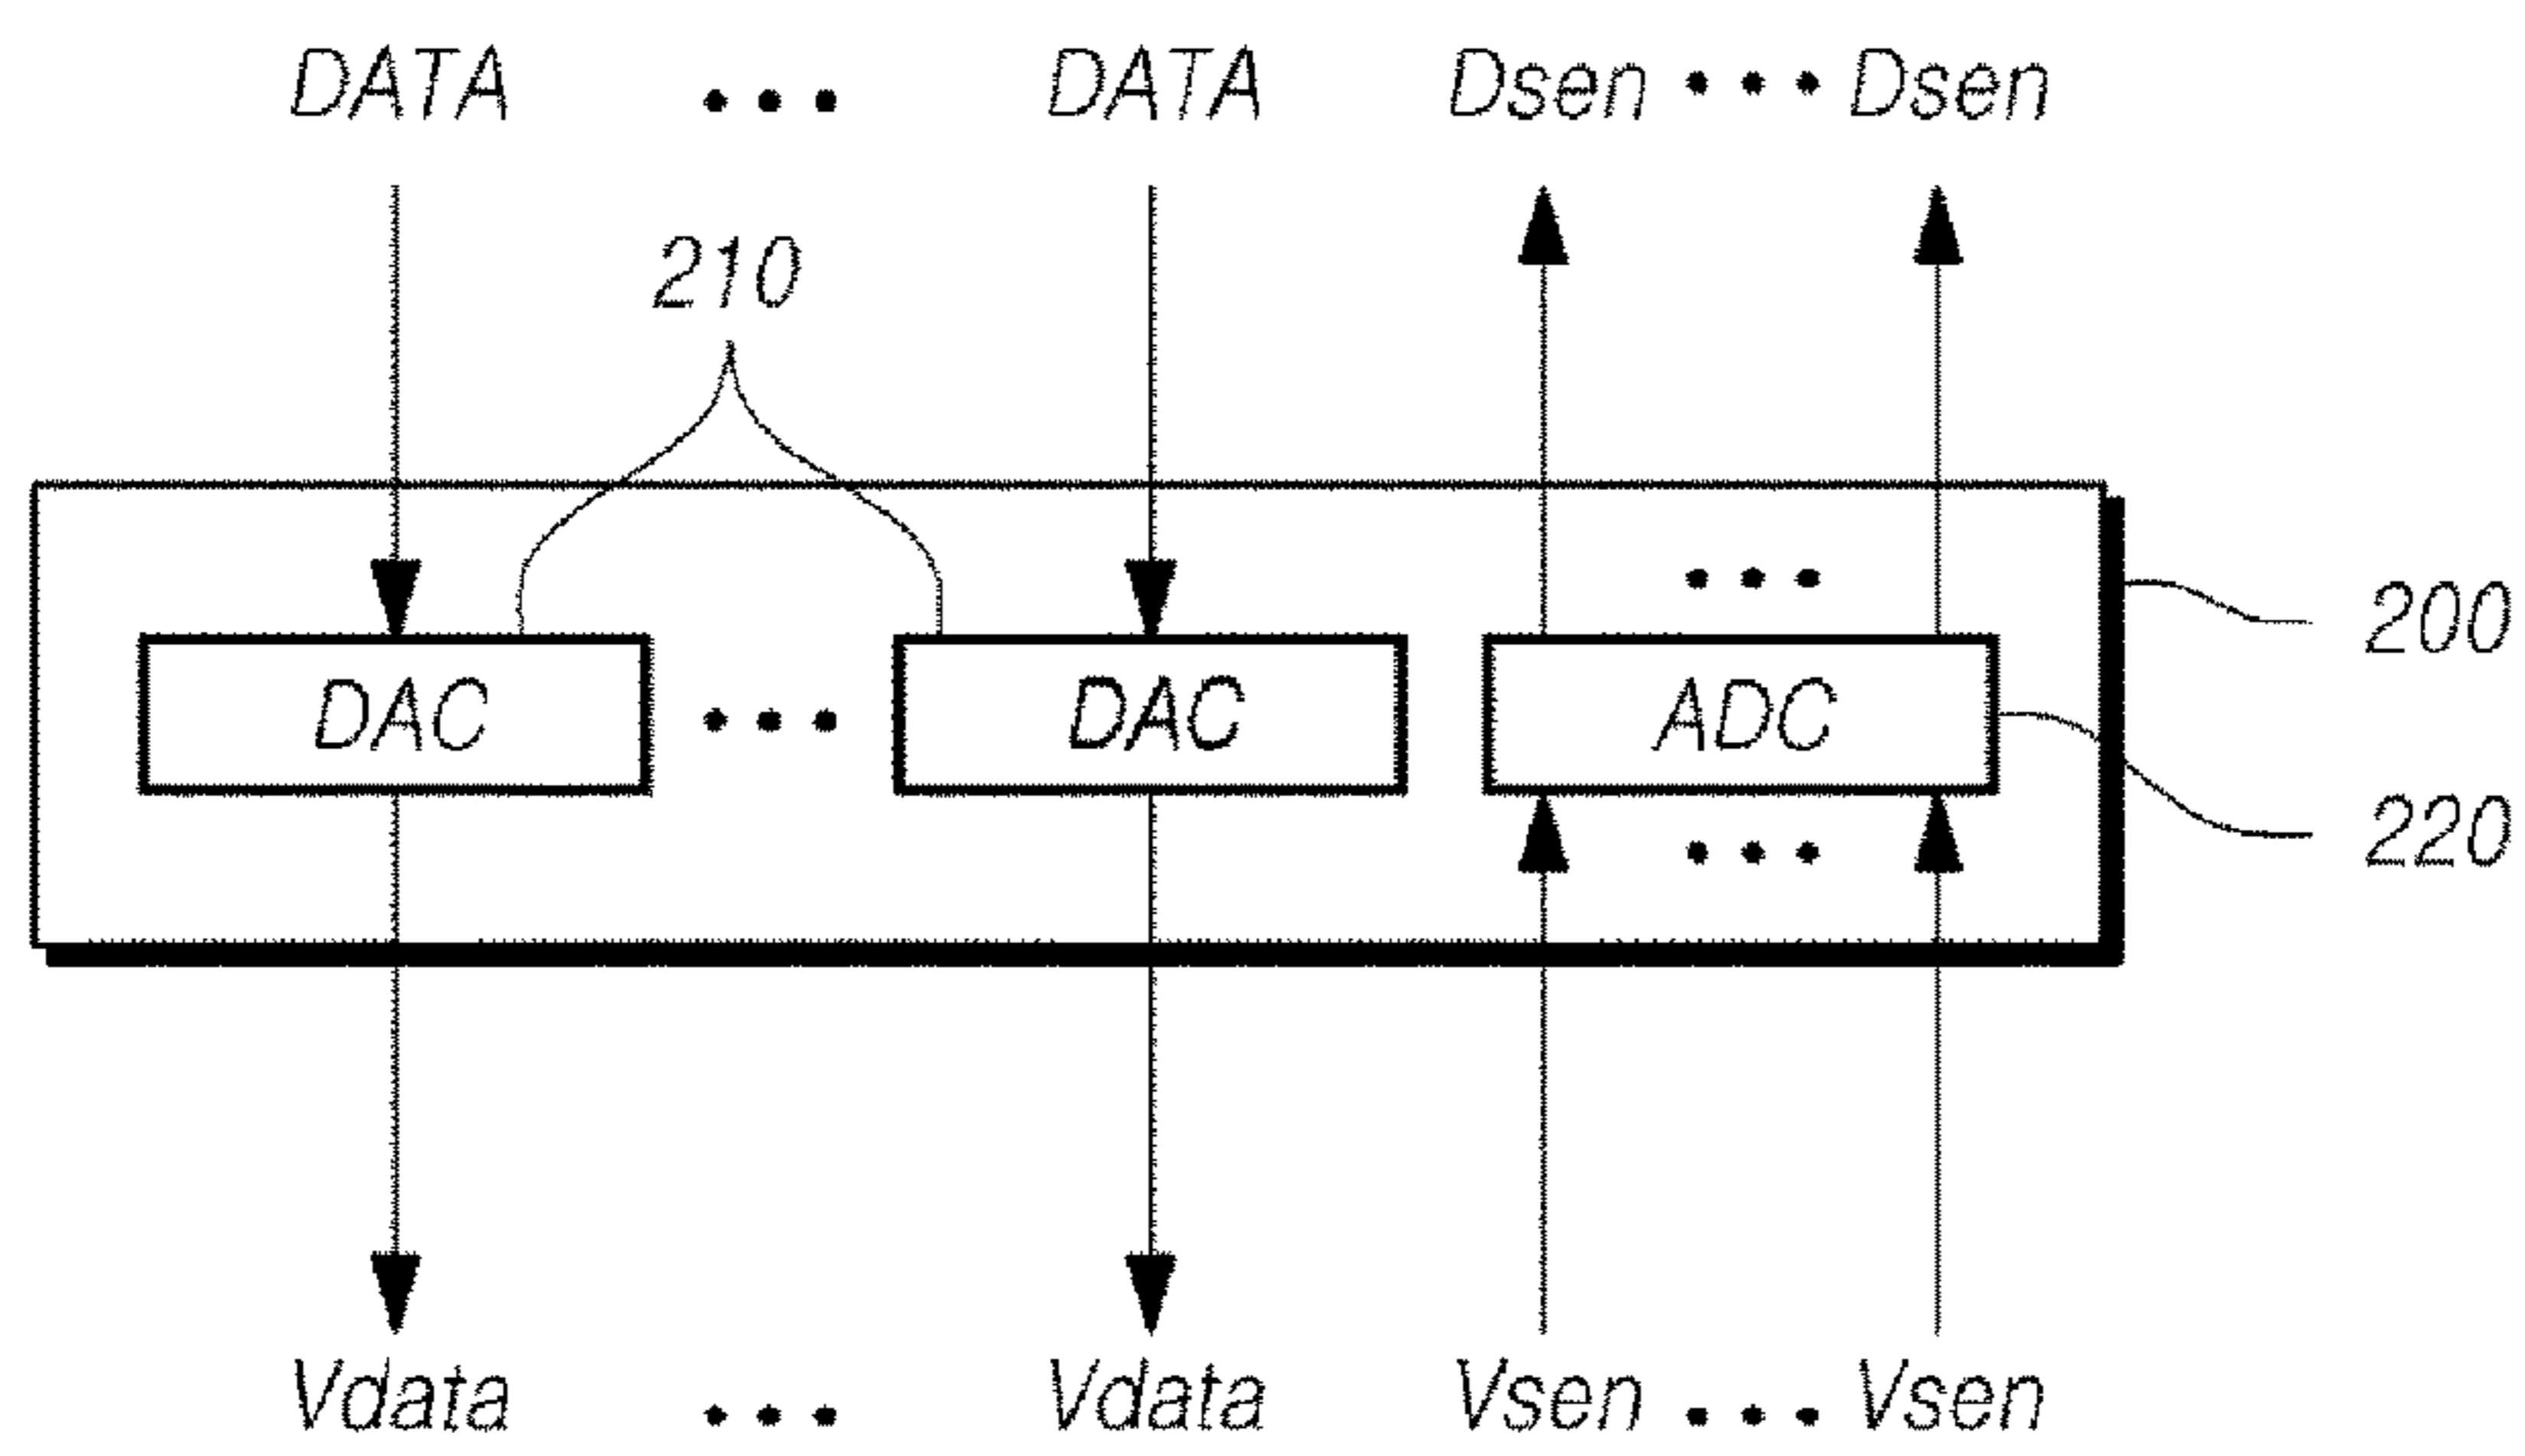 DATA ... DATA Dsen ... Dsen
210
...
200
DAC ... DAC ADC
220
...
Vdata ... Vdata Vsen ... Vsen